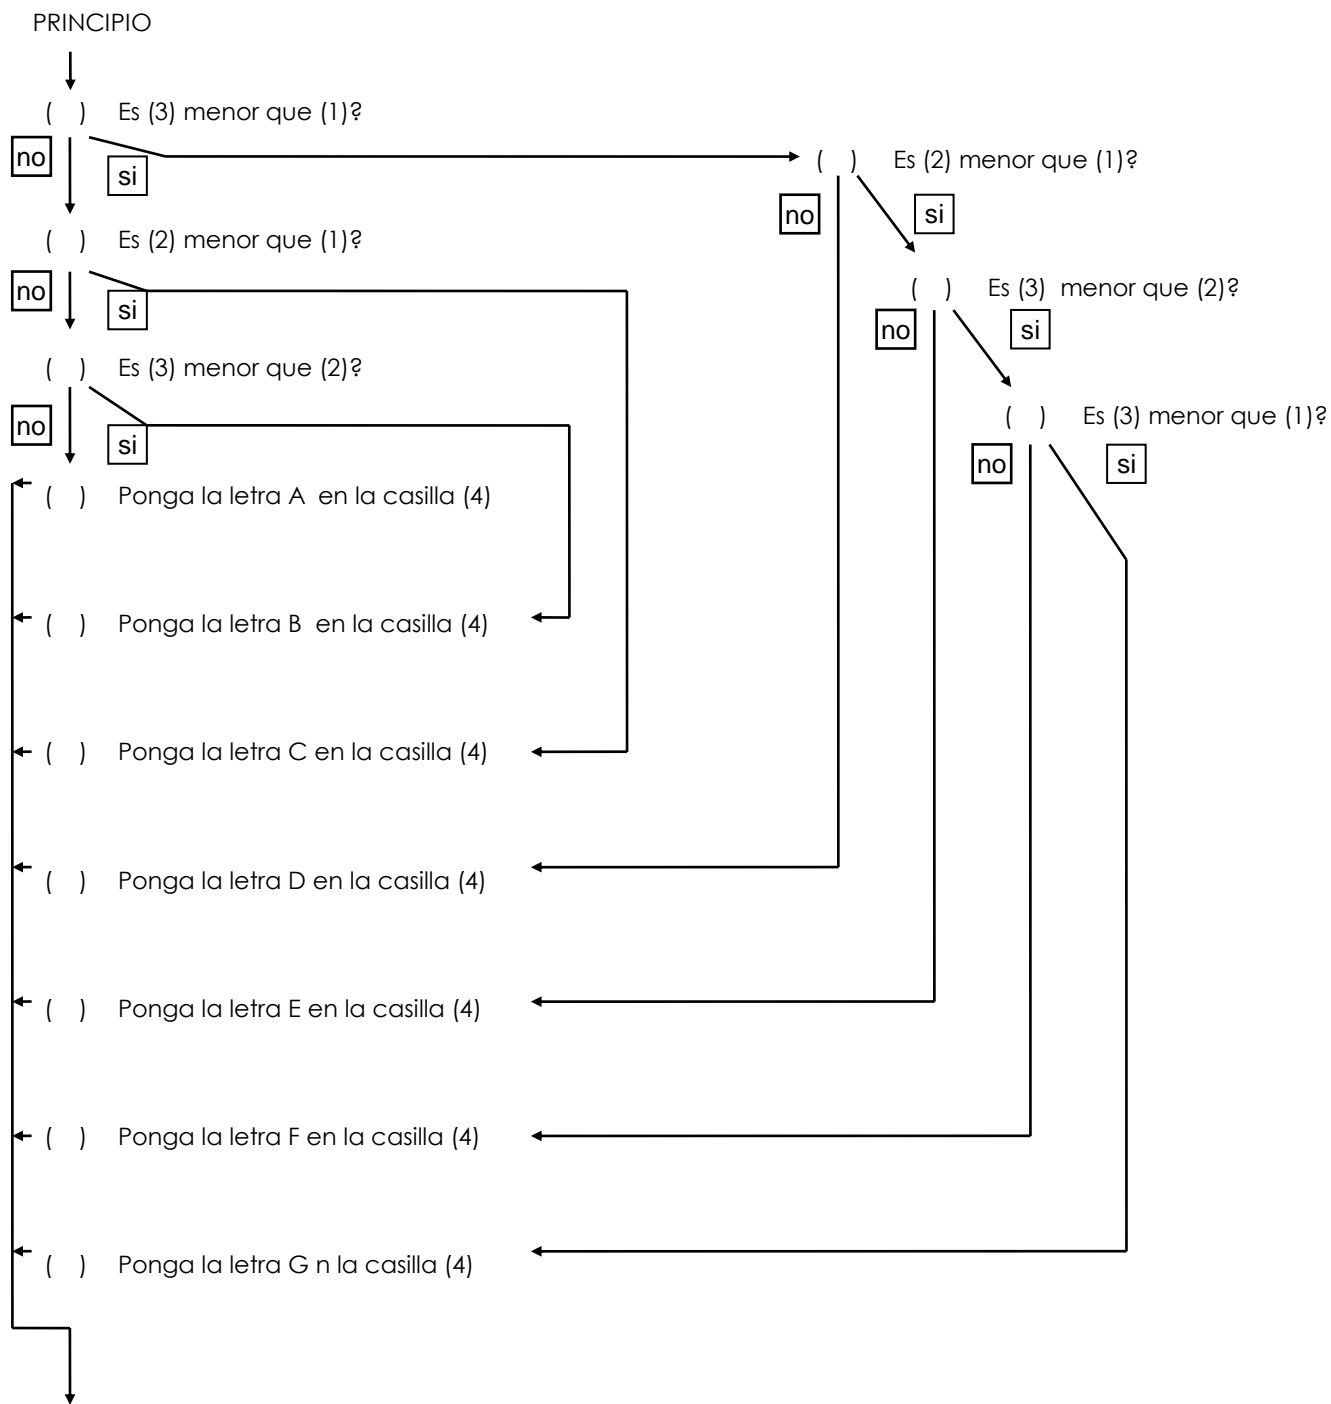 PRINCIPIO
( ) Es (3) menor que (1)?
no
si
( ) Es (2) menor que (1)?
no
si
( ) Es (2) menor que (1)?
no
si
( ) Es (3) menor que (2)?
no
si
( ) Es (3) menor que (2)?
no
si
( ) Es (3) menor que (1)?
no
si
( ) Ponga la letra A en la casilla (4)
( ) Ponga la letra B en la casilla (4)
( ) Ponga la letra C en la casilla (4)
( ) Ponga la letra D en la casilla (4)
( ) Ponga la letra E en la casilla (4)
( ) Ponga la letra F en la casilla (4)
( ) Ponga la letra G n la casilla (4)